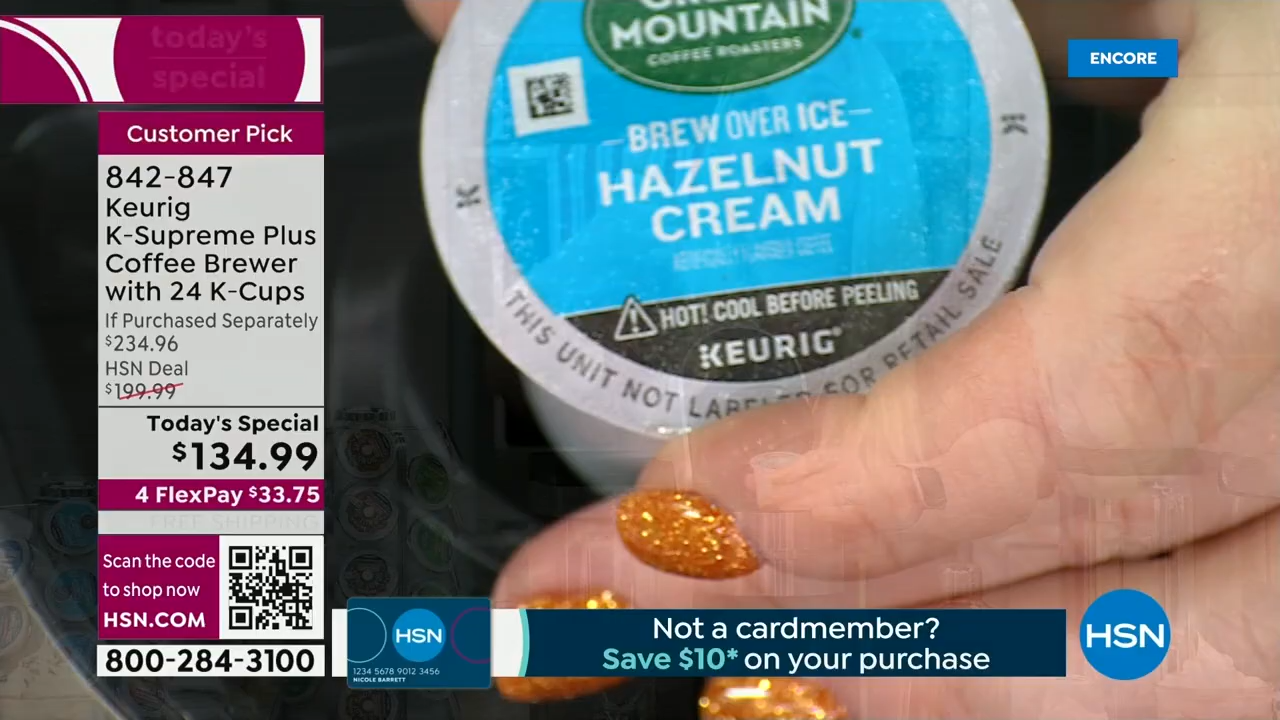 today's
special
Customer Pick
842-847
Keurig
K-Supreme Plus
Coffee Brewer
with 24 K-Cups
If Purchased Separately
$234.96
HSN Deal
$199.99
Today's Special
$134.99
4 FlexPay $33.75
FREE SHIPPING
Scan the code
to shop now
HSN.COM
800-284-3100
MOUNTAIN
COFFEE ROASTERS
BREW OVER ICE
HAZELNUT
CREAM
HOT! COOL BEFORE PEELING
KEURIG
THIS UNIT NOT LABELED FOR RETAIL SALE
ENCORE
HSN
1234 5678 9012 3456
NICOLE BARRETT
Not a cardmember?
Save $10* on your purchase
HSN